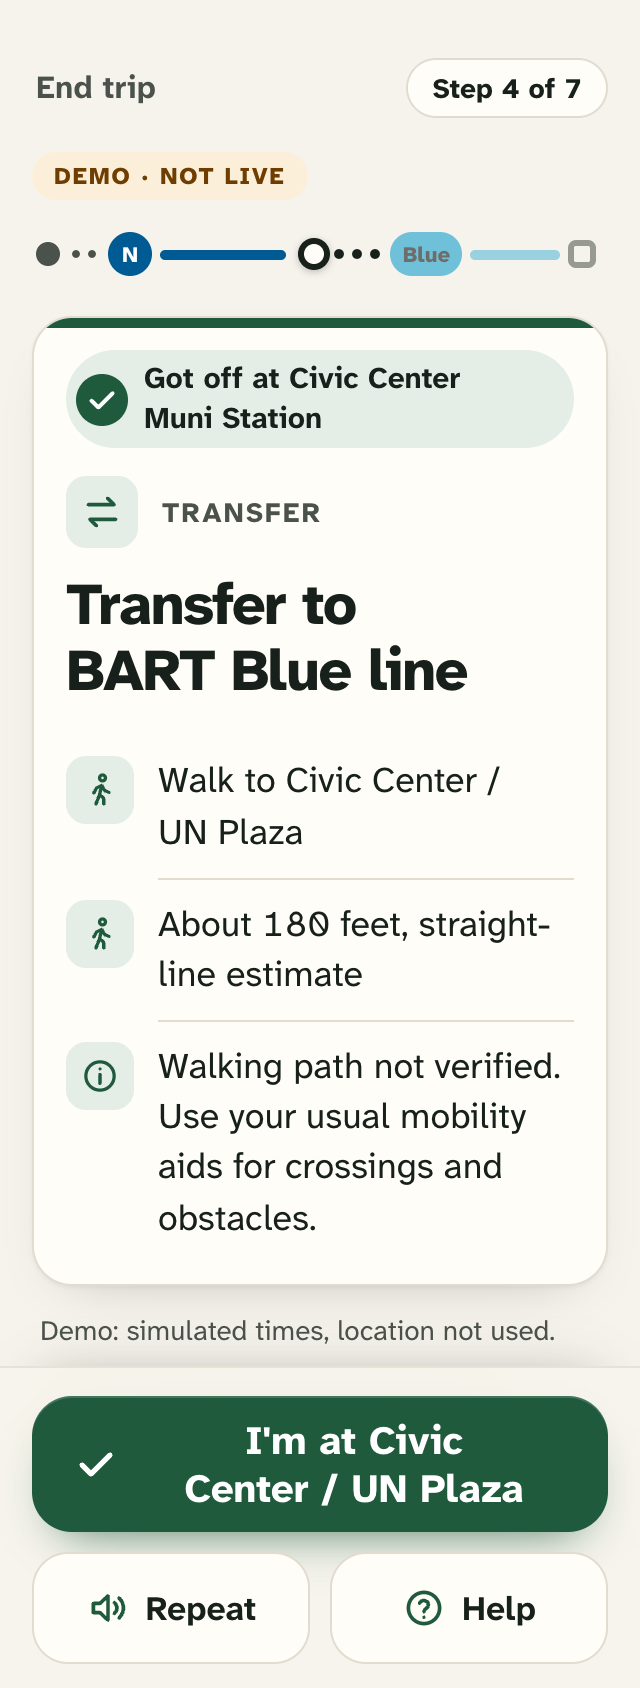 End trip
Step 4 of 7
DEMO · NOT LIVE
N
Blue
Got off at Civic Center
Muni Station
TRANSFER
Transfer to
BART Blue line
Walk to Civic Center /
UN Plaza
About 180 feet, straight-
line estimate
Walking path not verified.
Use your usual mobility
aids for crossings and
obstacles.
Demo: simulated times, location not used.
I'm at Civic
Center / UN Plaza
Repeat
Help